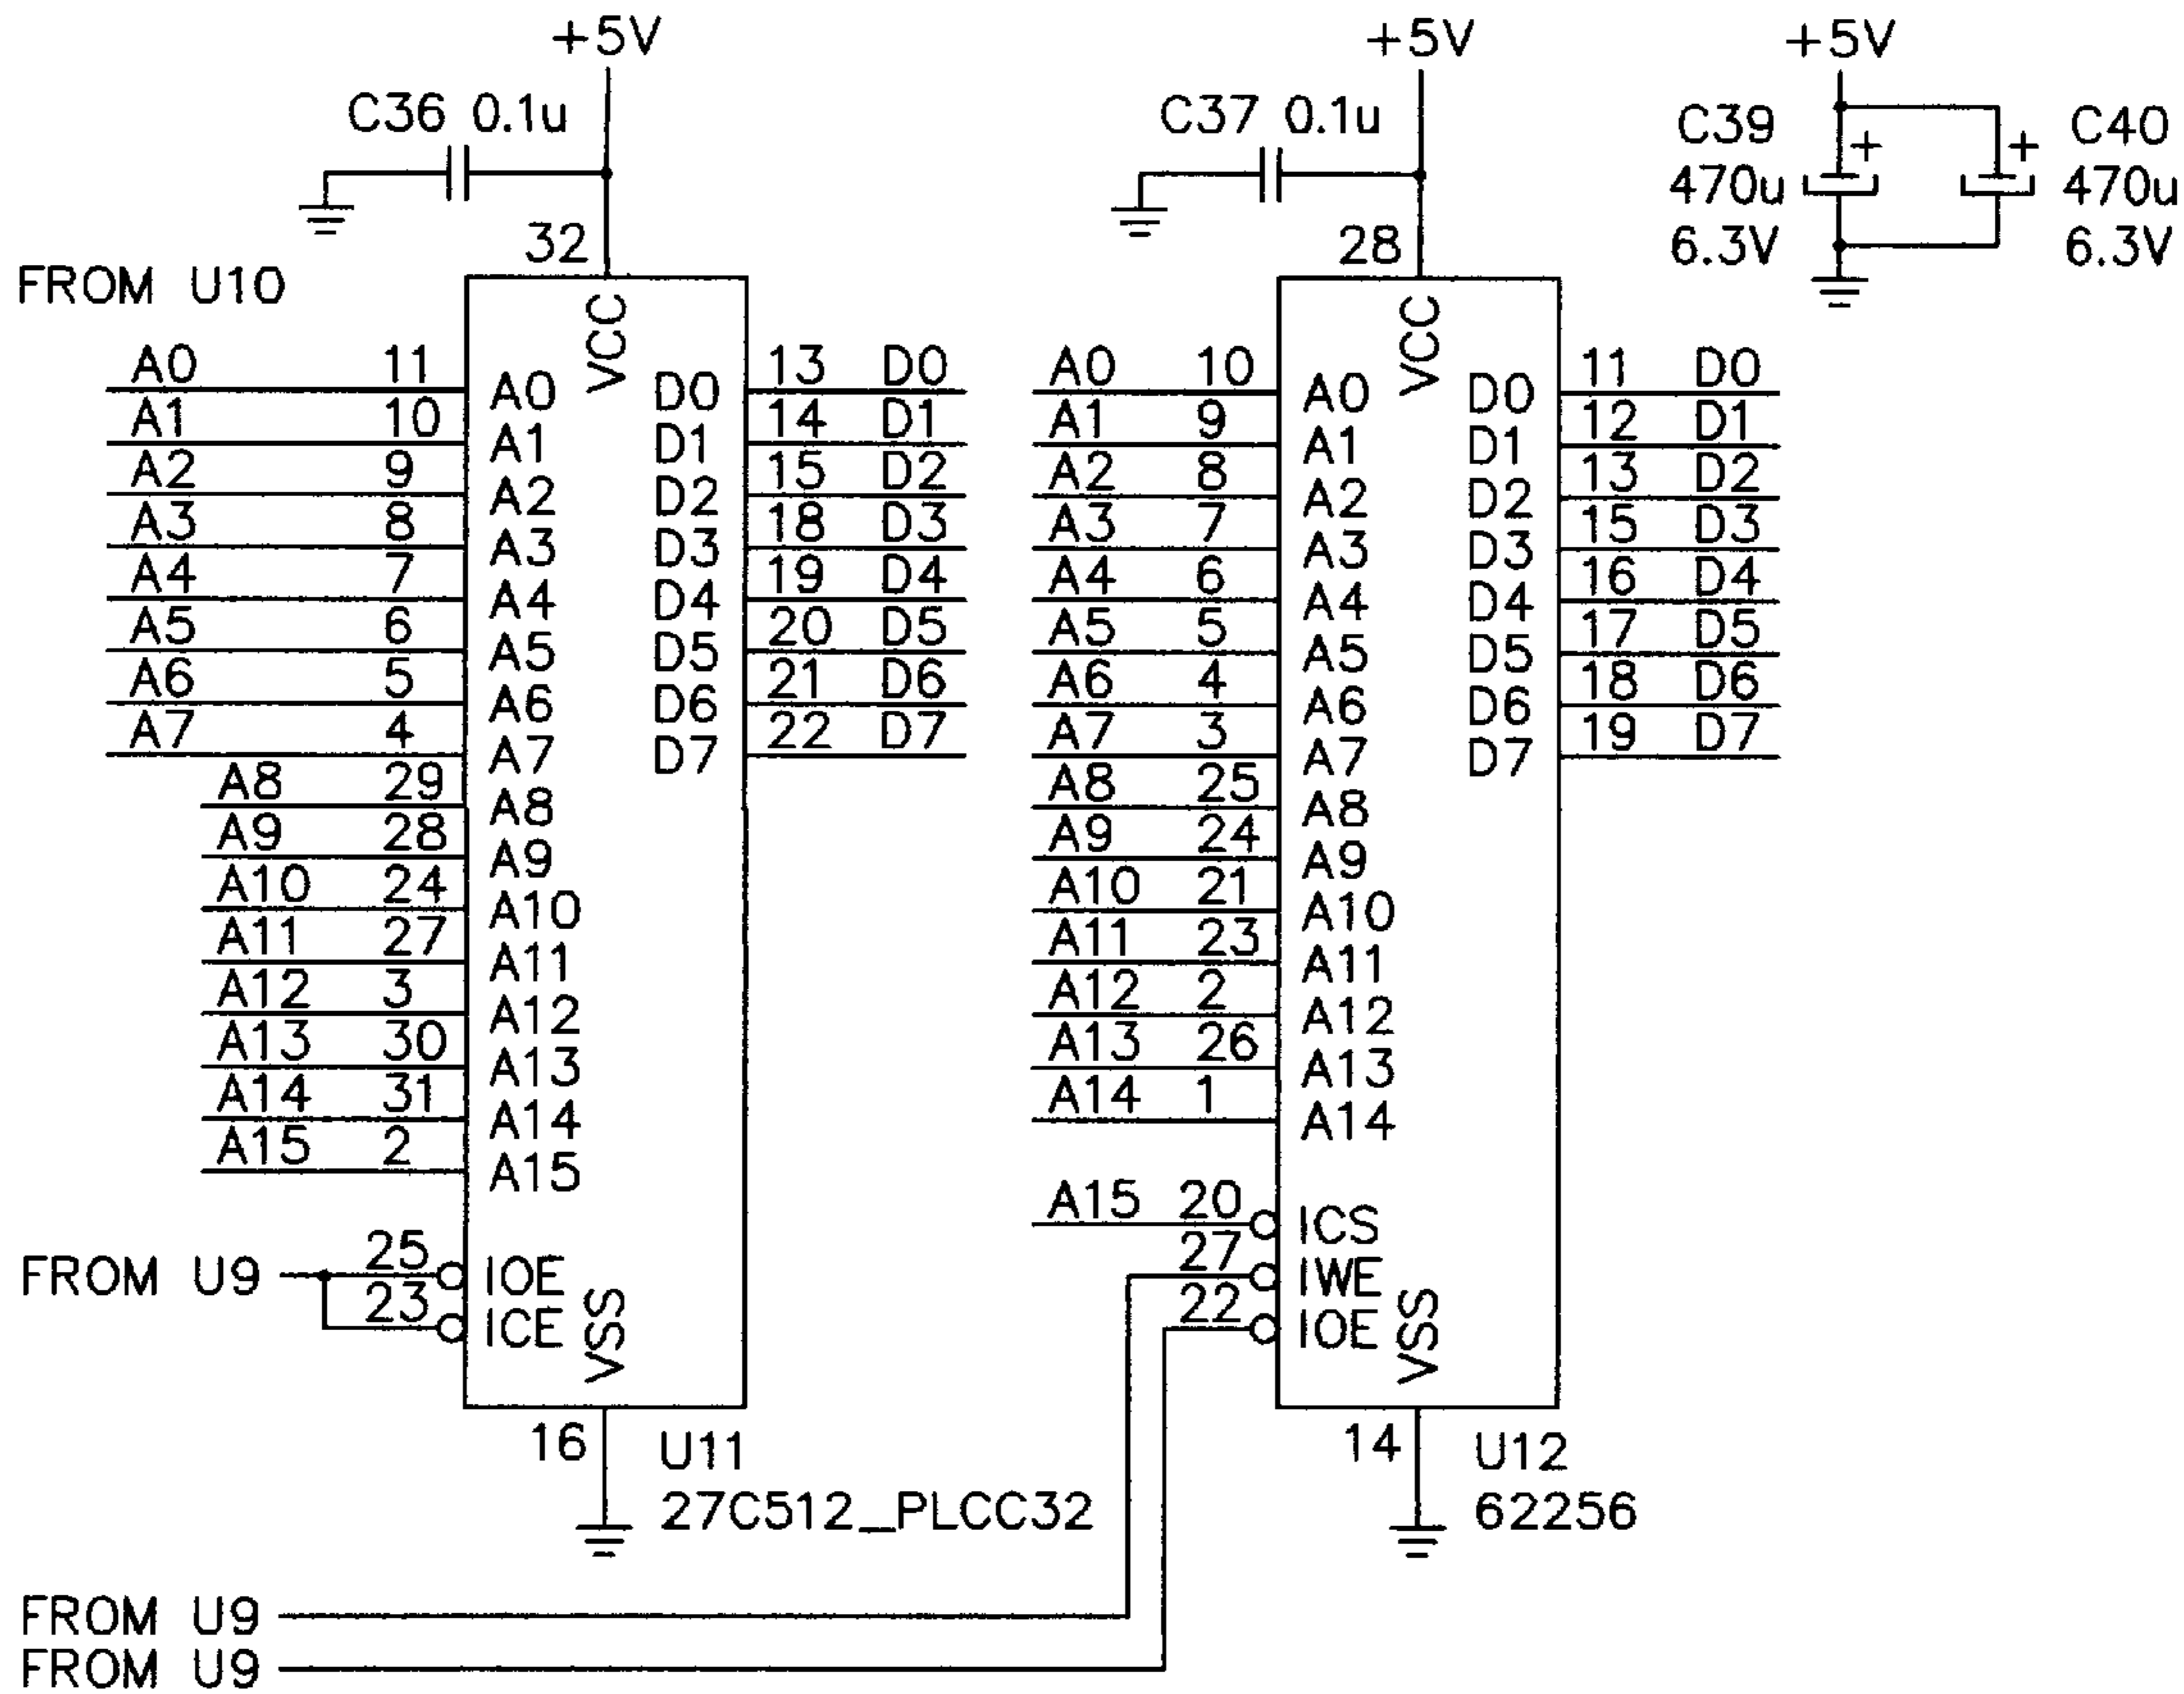 +5V +5V +5V
C36 0.1u C37 0.1u C39 C40
470u 470u
32 28 6.3V 6.3V
FROM U10
VCC VCC
A0 11 A0 D0 13 D0 A0 10 A0 D0 11 D0
A1 10 A1 D1 14 D1 A1 9 A1 D1 12 D1
A2 9 A2 D2 15 D2 A2 8 A2 D2 13 D2
A3 8 A3 D3 18 D3 A3 7 A3 D3 15 D3
A4 7 A4 D4 19 D4 A4 6 A4 D4 16 D4
A5 6 A5 D5 20 D5 A5 5 A5 D5 17 D5
A6 5 A6 D6 21 D6 A6 4 A6 D6 18 D6
A7 4 A7 D7 22 D7 A7 3 A7 D7 19 D7
A8 29 A8 A8 25 A8
A9 28 A9 A9 24 A9
A10 24 A10 A10 21 A10
A11 27 A11 A11 23 A11
A12 3 A12 A12 2 A12
A13 30 A13 A13 26 A13
A14 31 A14 A14 1 A14
A15 2 A15
A15 20 ICS
FROM U9 25 IOE 27 IWE
23 ICE 22 IOE
VSS VSS
16 U11 14 U12
27C512_PLCC32 62256
FROM U9
FROM U9